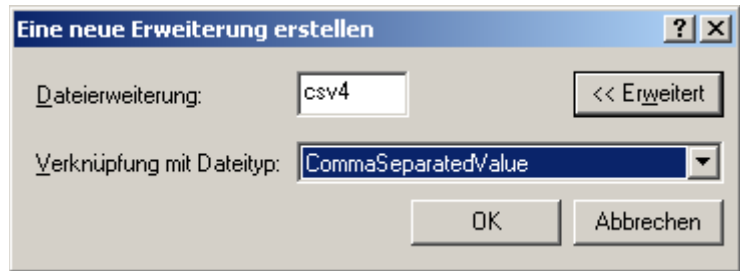 Eine neue Erweiterung erstellen ? X
Dateierweiterung: csv4 << Erweitert
Verknüpfung mit Dateityp: CommaSeparatedValue
OK Abbrechen